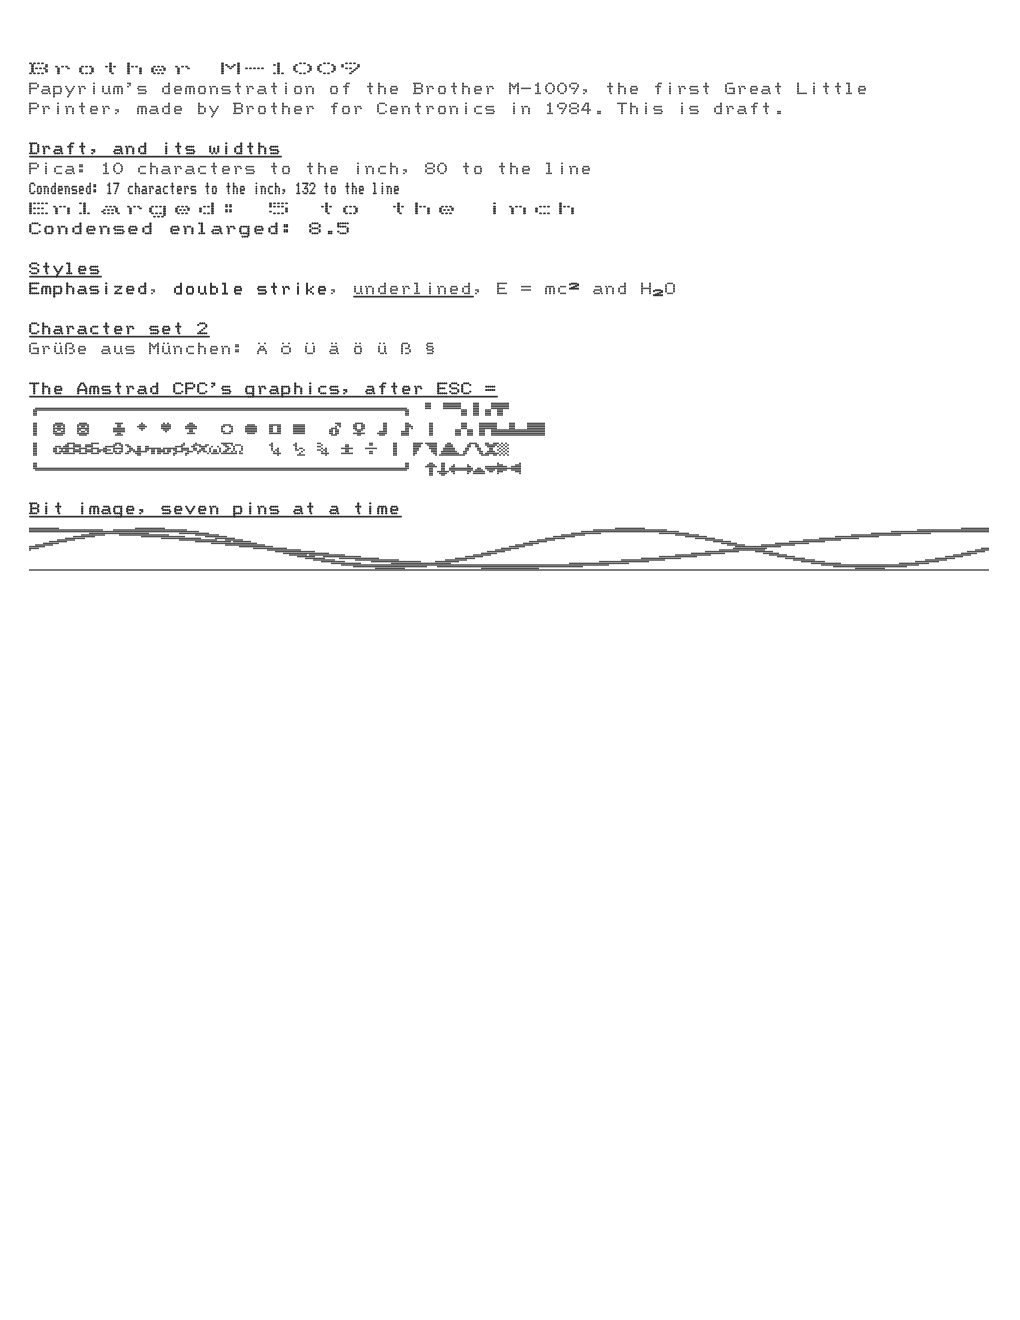 Brother M-1009
Papyrium's demonstration of the Brother M-1009, the first Great Little
Printer, made by Brother for Centronics in 1984. This is draft.
Draft, and its widths
Pica: 10 characters to the inch, 80 to the line
Condensed: 17 characters to the inch, 132 to the line
Enlarged: 5 to the inch
Condensed enlarged: 8.5
Styles
Emphasized, double strike, underlined, E = mc² and H₂O
Character set 2
Grüße aus München: Ä Ö Ü ä ö ü ß §
The Amstrad CPC's graphics, after ESC =
♣ ♦ ♥ ♠ ○ ● □ ■ ♂ ♀ ♩ ♪
¼ ½ ¾ ± ÷
↑↓
Bit image, seven pins at a time